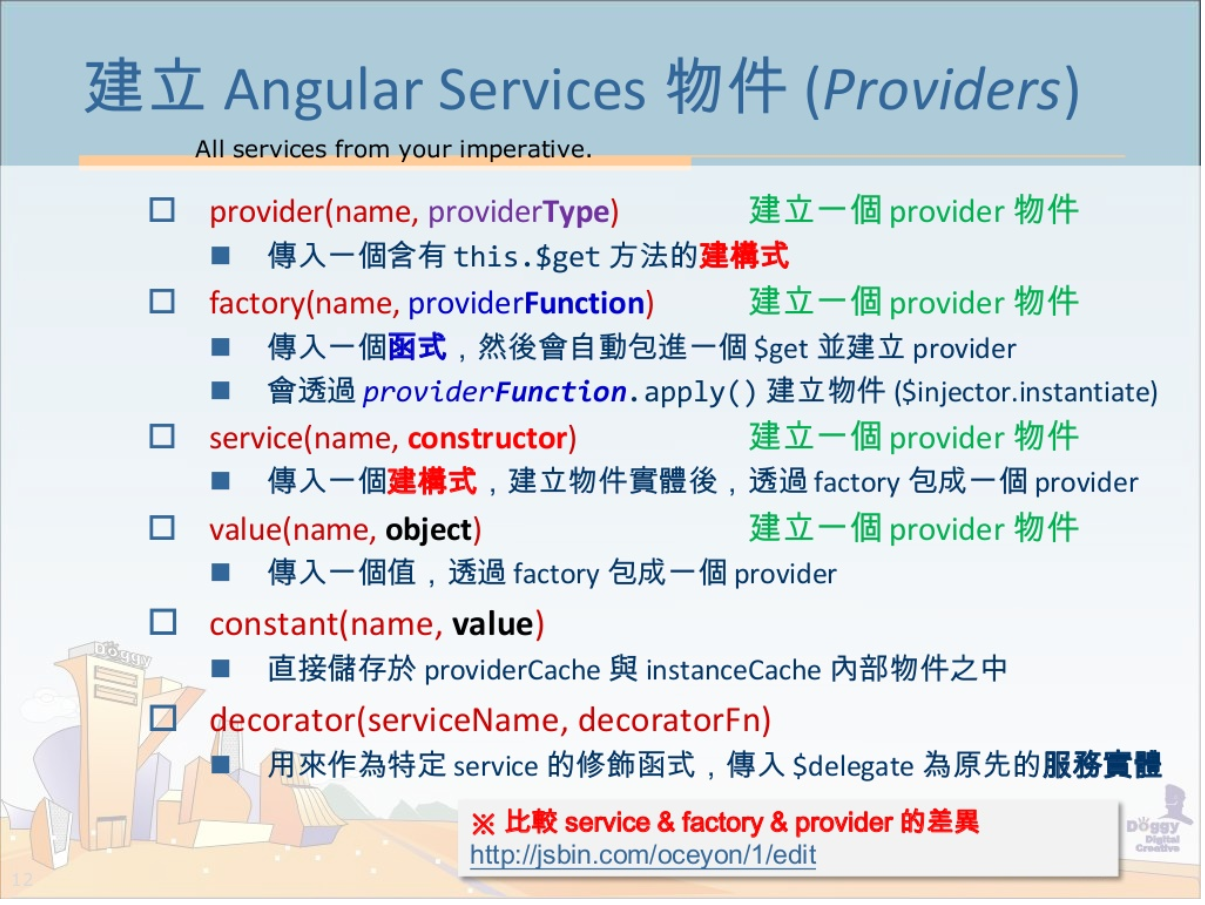 建立 Angular Services 物件 (Providers)
All services from your imperative.
provider(name, providerType) 建立一個 provider 物件
傳入一個含有 this.$get 方法的建構式
factory(name, providerFunction) 建立一個 provider 物件
傳入一個函式，然後會自動包進一個 $get 並建立 provider
會透過 providerFunction.apply() 建立物件 ($injector.instantiate)
service(name, constructor) 建立一個 provider 物件
傳入一個建構式，建立物件實體後，透過 factory 包成一個 provider
value(name, object) 建立一個 provider 物件
傳入一個值，透過 factory 包成一個 provider
constant(name, value)
直接儲存於 providerCache 與 instanceCache 內部物件之中
decorator(serviceName, decoratorFn)
用來作為特定 service 的修飾函式，傳入 $delegate 為原先的服務實體
※ 比較 service & factory & provider 的差異
http://jsbin.com/oceyon/1/edit
Döggy
Döggy
Digital
Creative
12